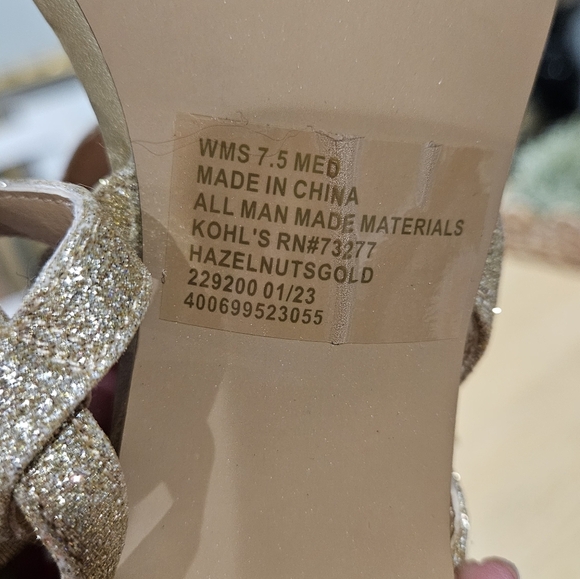 WMS 7.5 MED
MADE IN CHINA
ALL MAN MADE MATERIALS
KOHL'S RN#73277
HAZELNUTSGOLD
229200 01/23
400699523055